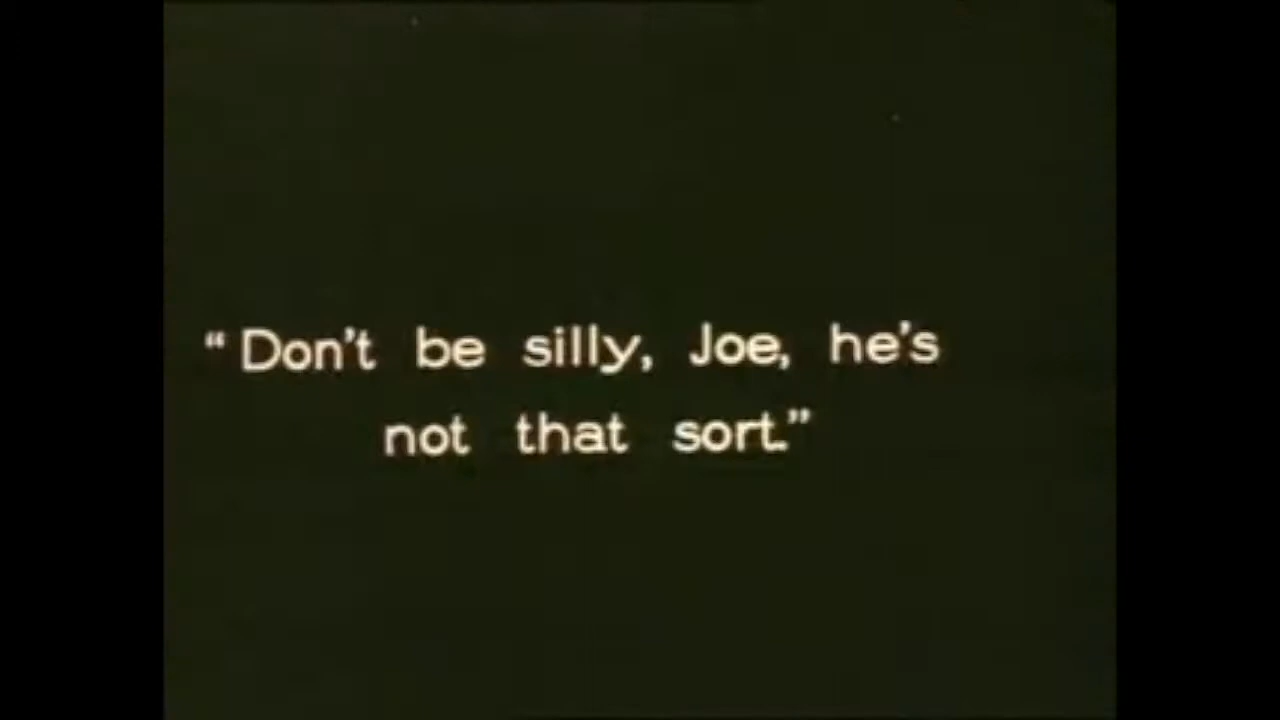 “Don't be silly, Joe, he's
not that sort.”